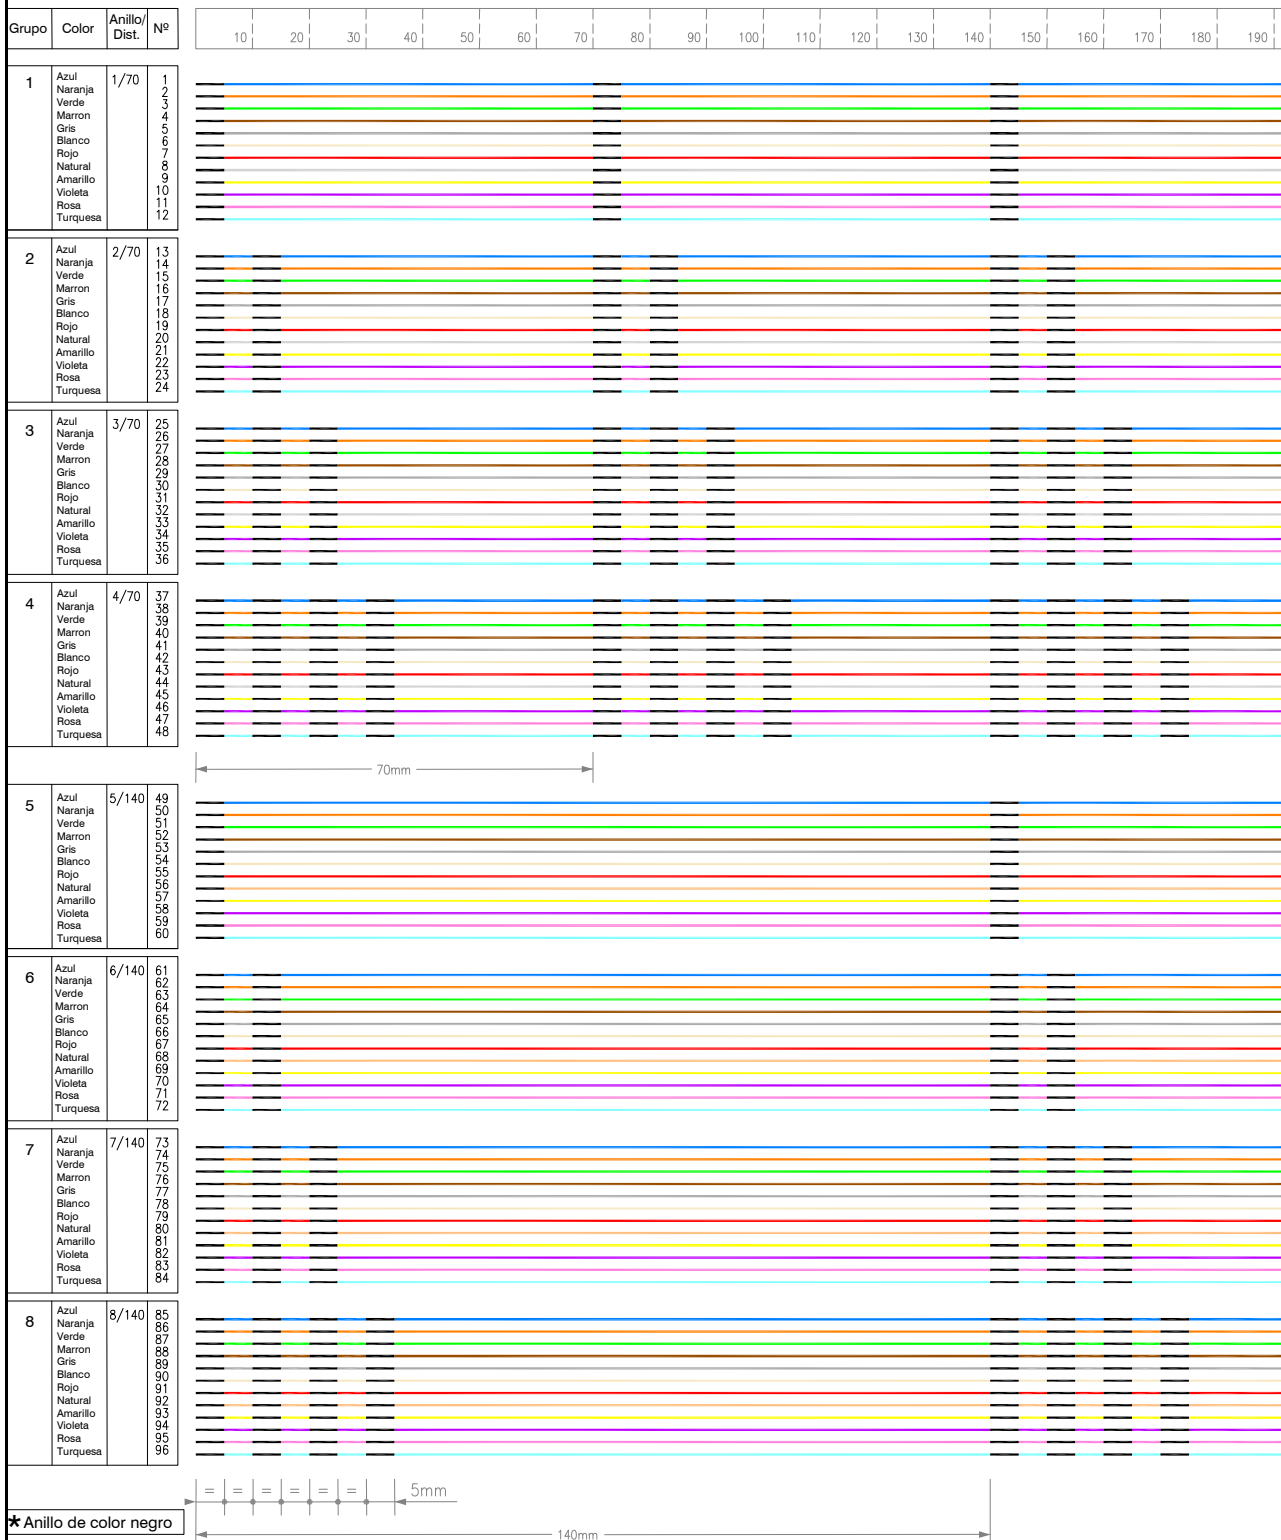 Grupo Color Anillo/ Dist. Nº 10 20 30 40 50 60 70 80 90 100 110 120 130 140 150 160 170 180 190
1 Azul 1/70 1
Naranja 2
Verde 3
Marron 4
Gris 5
Blanco 6
Rojo 7
Natural 8
Amarillo 9
Violeta 10
Rosa 11
Turquesa 12
2 Azul 2/70 13
Naranja 14
Verde 15
Marron 16
Gris 17
Blanco 18
Rojo 19
Natural 20
Amarillo 21
Violeta 22
Rosa 23
Turquesa 24
3 Azul 3/70 25
Naranja 26
Verde 27
Marron 28
Gris 29
Blanco 30
Rojo 31
Natural 32
Amarillo 33
Violeta 34
Rosa 35
Turquesa 36
4 Azul 4/70 37
Naranja 38
Verde 39
Marron 40
Gris 41
Blanco 42
Rojo 43
Natural 44
Amarillo 45
Violeta 46
Rosa 47
Turquesa 48
70mm
5 Azul 5/140 49
Naranja 50
Verde 51
Marron 52
Gris 53
Blanco 54
Rojo 55
Natural 56
Amarillo 57
Violeta 58
Rosa 59
Turquesa 60
6 Azul 6/140 61
Naranja 62
Verde 63
Marron 64
Gris 65
Blanco 66
Rojo 67
Natural 68
Amarillo 69
Violeta 70
Rosa 71
Turquesa 72
7 Azul 7/140 73
Naranja 74
Verde 75
Marron 76
Gris 77
Blanco 78
Rojo 79
Natural 80
Amarillo 81
Violeta 82
Rosa 83
Turquesa 84
8 Azul 8/140 85
Naranja 86
Verde 87
Marron 88
Gris 89
Blanco 90
Rojo 91
Natural 92
Amarillo 93
Violeta 94
Rosa 95
Turquesa 96
= = = = = = 5mm
* Anillo de color negro
140mm